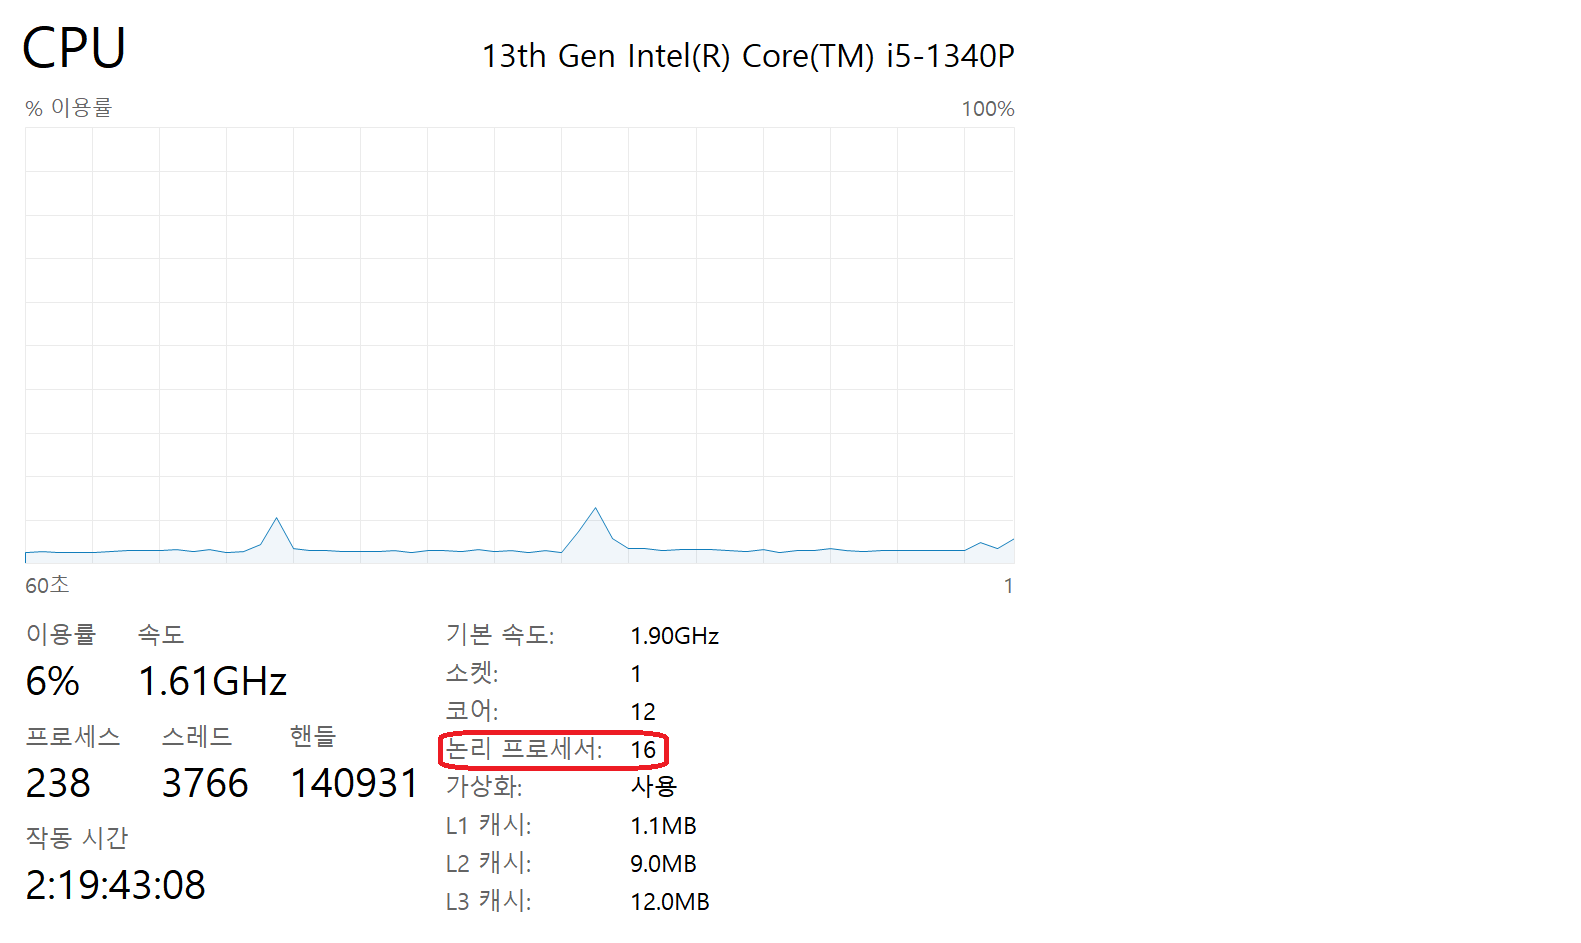 CPU
13th Gen Intel(R) Core(TM) i5-1340P
% 이용률
100%
60초
1
이용률 속도
6% 1.61GHz
프로세스 스레드 핸들
238 3766 140931
작동 시간
2:19:43:08
기본 속도: 1.90GHz
소켓: 1
코어: 12
논리 프로세서: 16
가상화: 사용
L1 캐시: 1.1MB
L2 캐시: 9.0MB
L3 캐시: 12.0MB